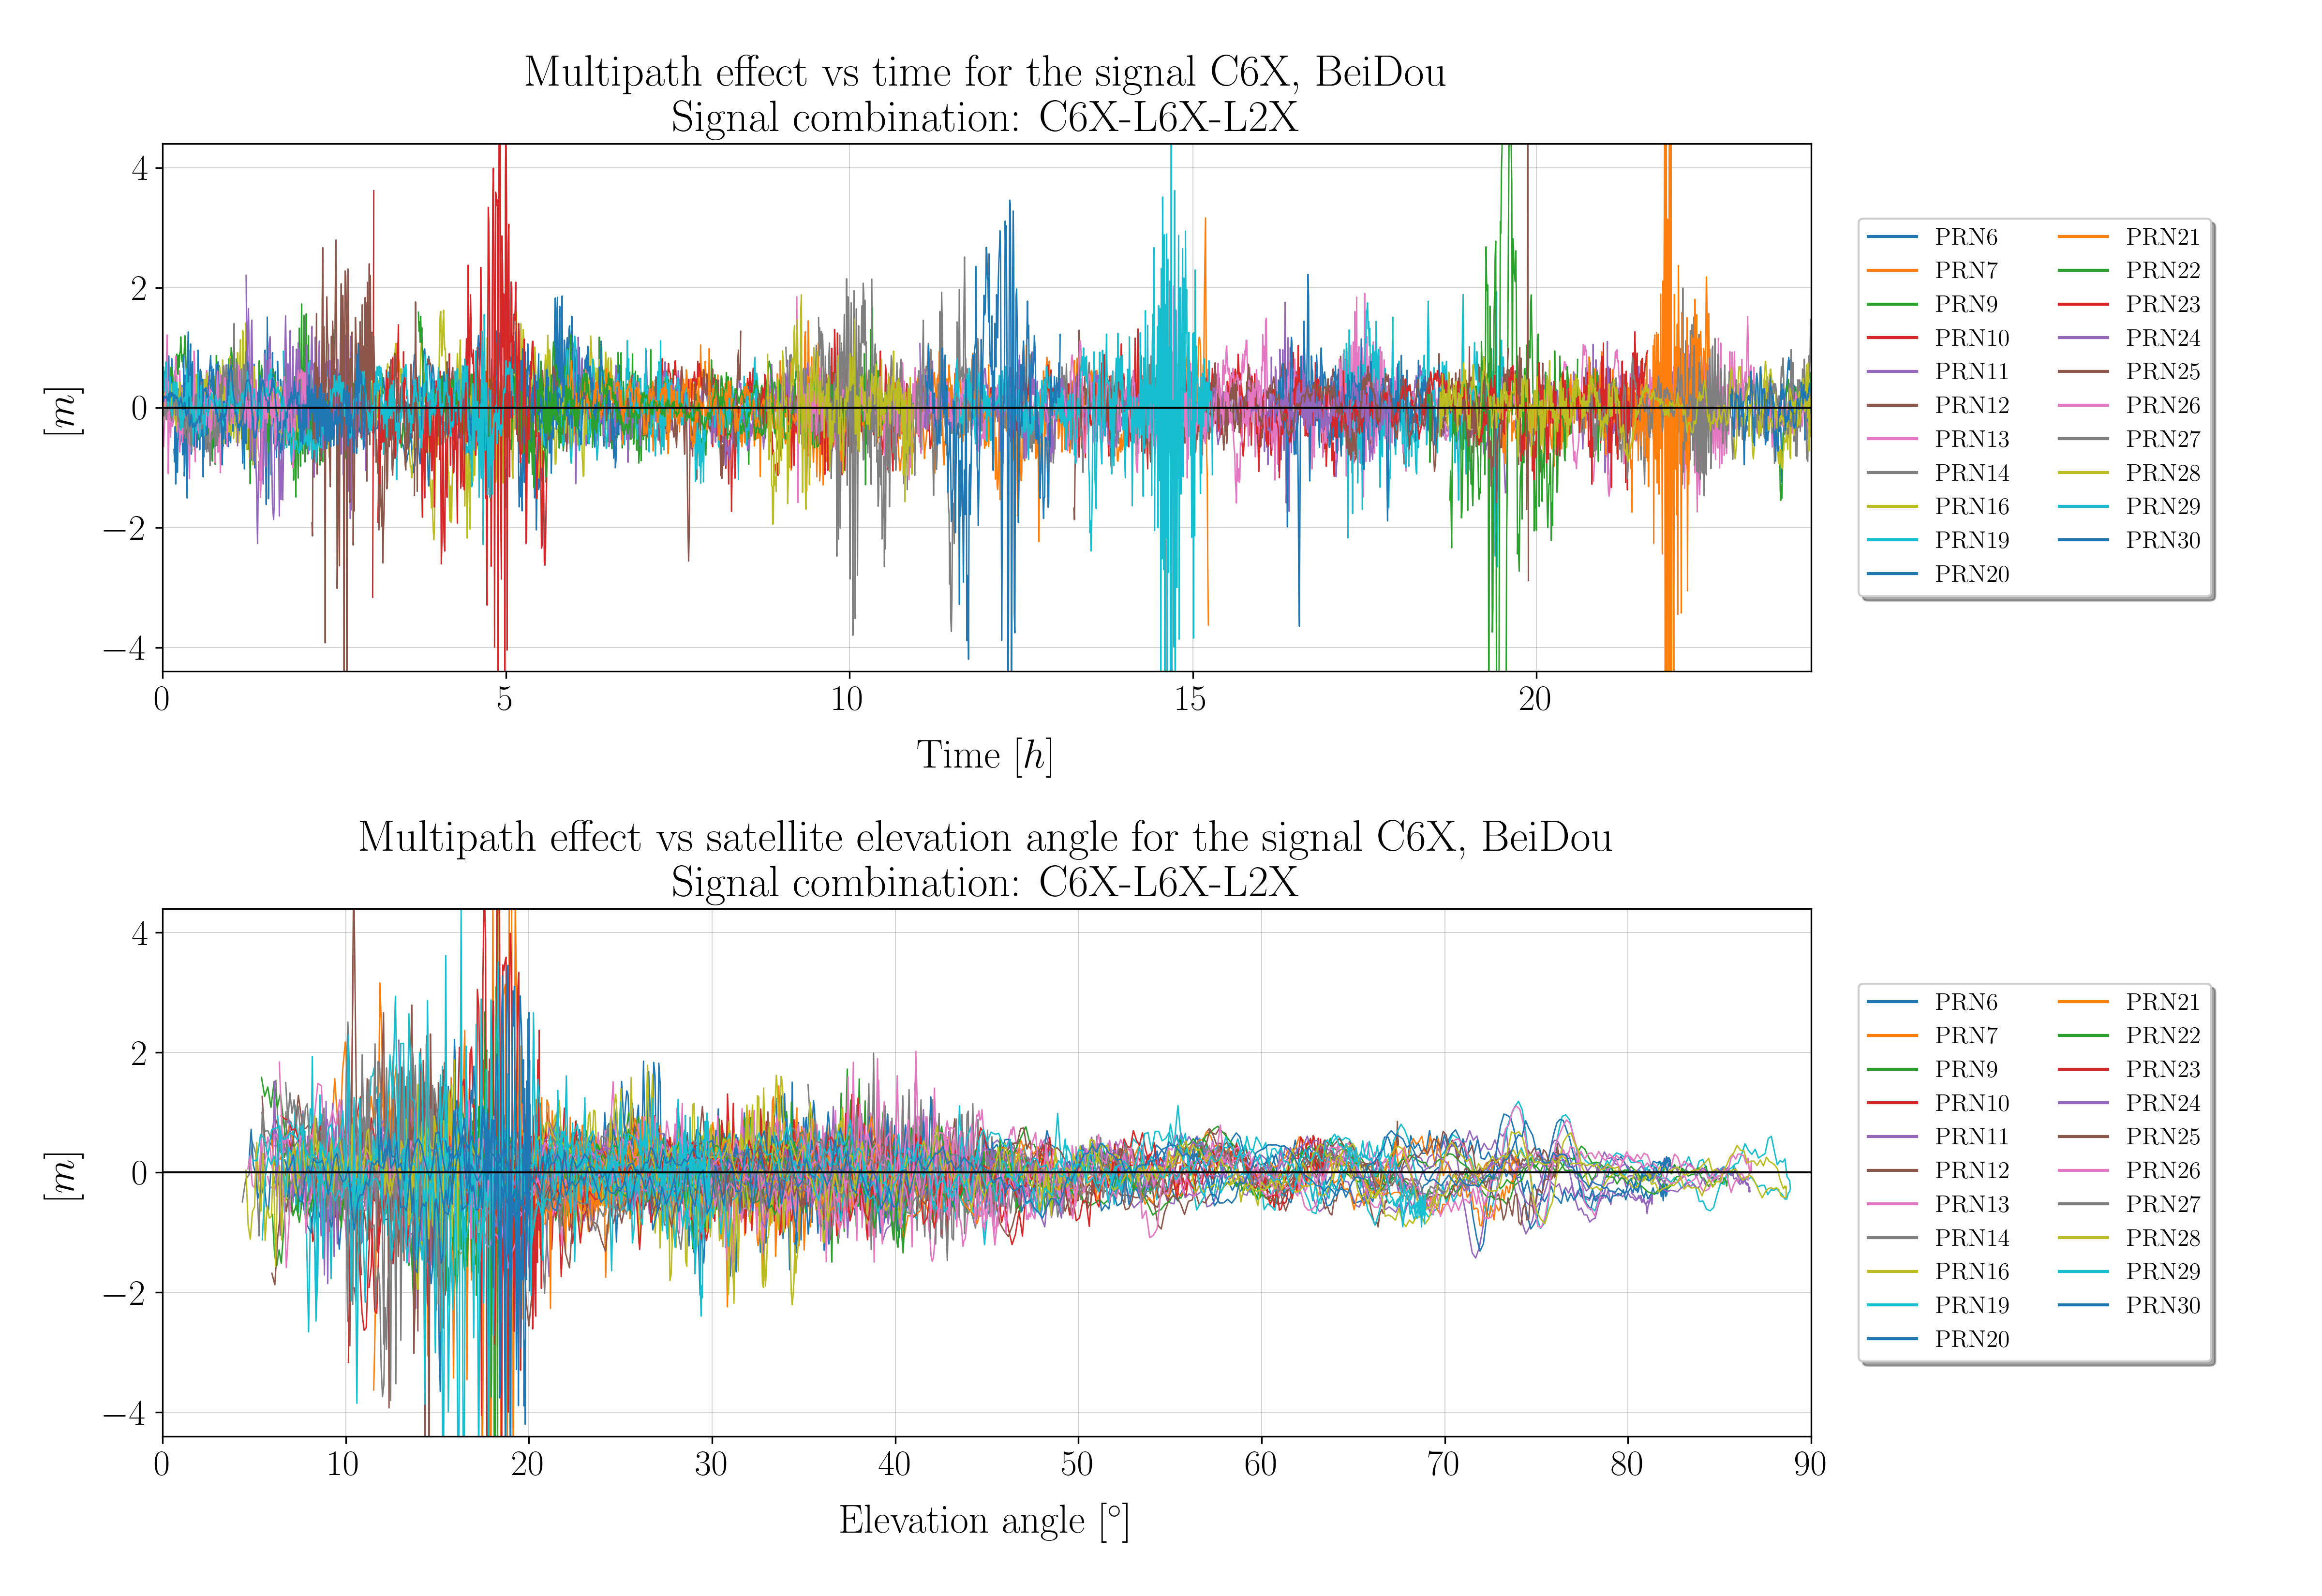 Multipath effect vs time for the signal C6X, BeiDou
Signal combination: C6X-L6X-L2X
4
2
0
−2
−4
[m]
0 5 10 15 20
Time [h]
PRN6 PRN21
PRN7 PRN22
PRN9 PRN23
PRN10 PRN24
PRN11 PRN25
PRN12 PRN26
PRN13 PRN27
PRN14 PRN28
PRN16 PRN29
PRN19 PRN30
PRN20
Multipath effect vs satellite elevation angle for the signal C6X, BeiDou
Signal combination: C6X-L6X-L2X
4
2
0
−2
−4
[m]
0 10 20 30 40 50 60 70 80 90
Elevation angle [°]
PRN6 PRN21
PRN7 PRN22
PRN9 PRN23
PRN10 PRN24
PRN11 PRN25
PRN12 PRN26
PRN13 PRN27
PRN14 PRN28
PRN16 PRN29
PRN19 PRN30
PRN20